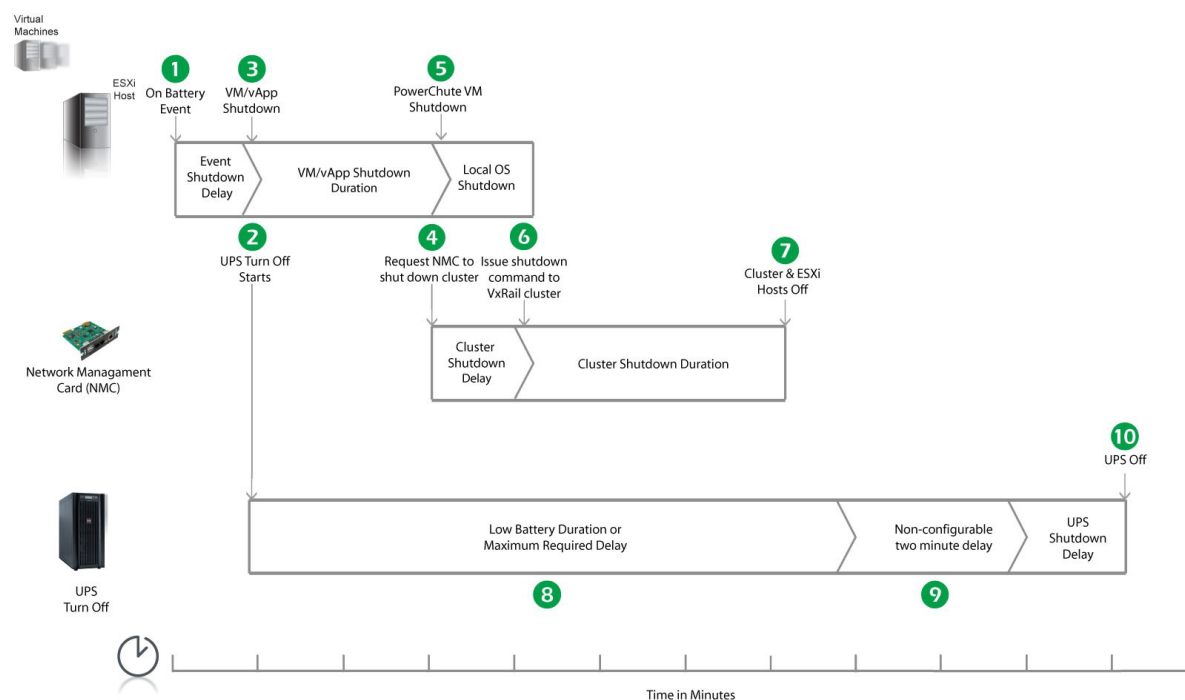 Virtual
Machines
ESXi
Host
1
On Battery
Event
3
VM/vApp
Shutdown
5
PowerChute VM
Shutdown
Event
Shutdown
Delay
VM/vApp Shutdown
Duration
Local OS
Shutdown
2
UPS Turn Off
Starts
4
Request NMC to
shut down cluster
6
Issue shutdown
command to
VxRail cluster
7
Cluster & ESXi
Hosts Off
Network Managament
Card (NMC)
Cluster
Shutdown
Delay
Cluster Shutdown Duration
10
UPS Off
UPS
Turn Off
Low Battery Duration or
Maximum Required Delay
Non-configurable
two minute delay
UPS
Shutdown
Delay
8
9
Time in Minutes